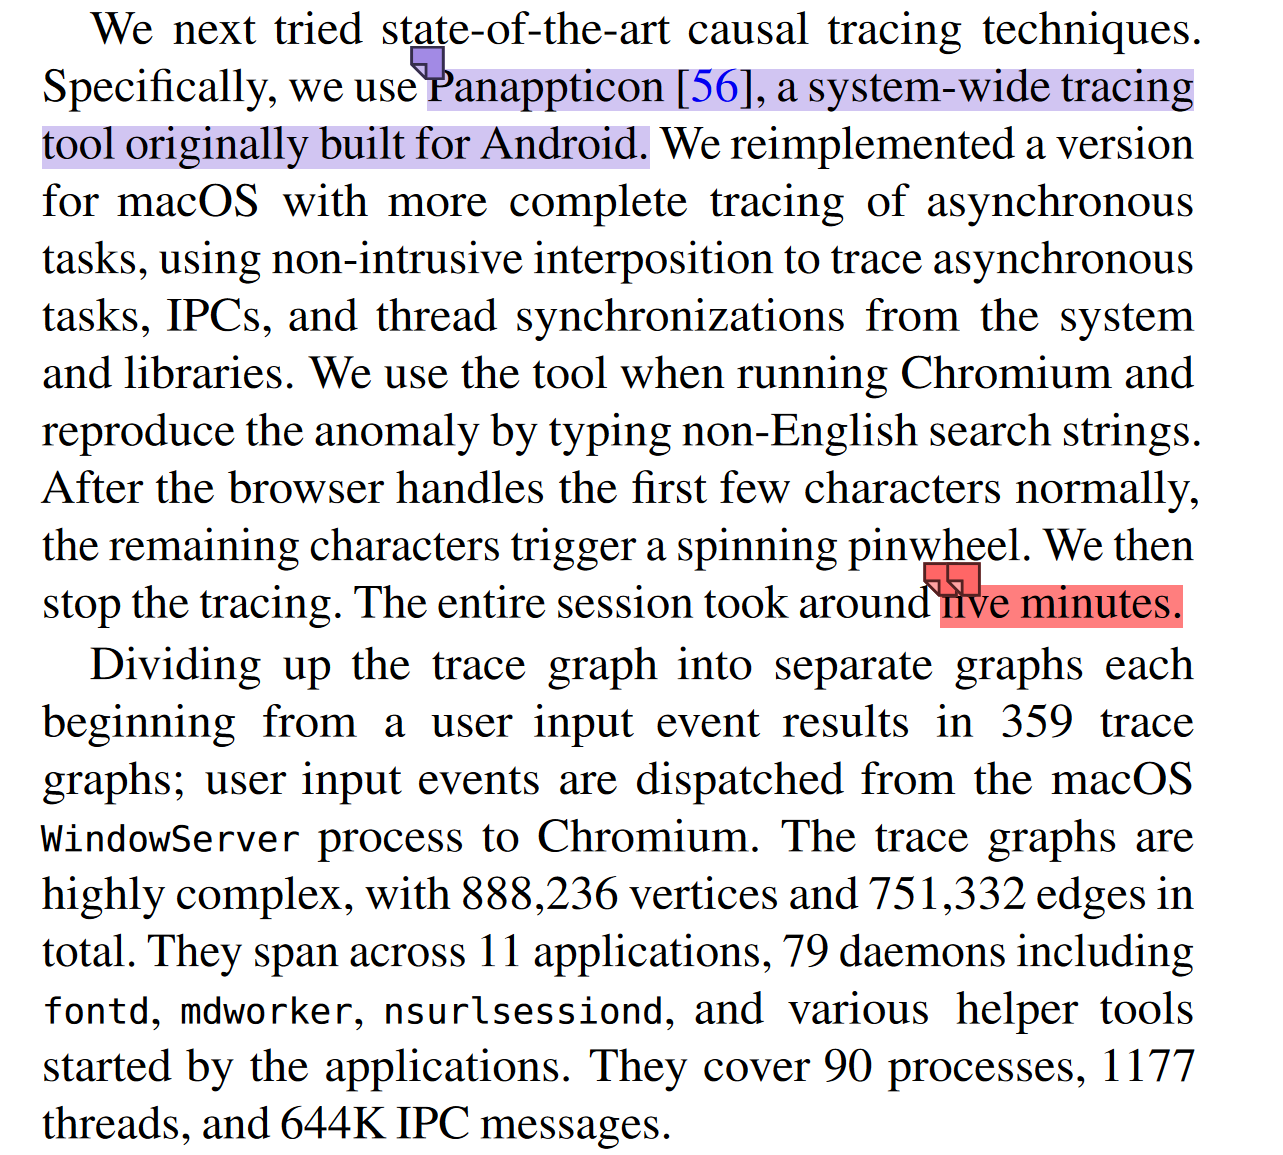 We next tried state-of-the-art causal tracing techniques.
Specifically, we use Panappticon [56], a system-wide tracing
tool originally built for Android. We reimplemented a version
for macOS with more complete tracing of asynchronous
tasks, using non-intrusive interposition to trace asynchronous
tasks, IPCs, and thread synchronizations from the system
and libraries. We use the tool when running Chromium and
reproduce the anomaly by typing non-English search strings.
After the browser handles the first few characters normally,
the remaining characters trigger a spinning pinwheel. We then
stop the tracing. The entire session took around five minutes.
Dividing up the trace graph into separate graphs each
beginning from a user input event results in 359 trace
graphs; user input events are dispatched from the macOS
WindowServer process to Chromium. The trace graphs are
highly complex, with 888,236 vertices and 751,332 edges in
total. They span across 11 applications, 79 daemons including
fontd, mdworker, nsurlsessiond, and various helper tools
started by the applications. They cover 90 processes, 1177
threads, and 644K IPC messages.